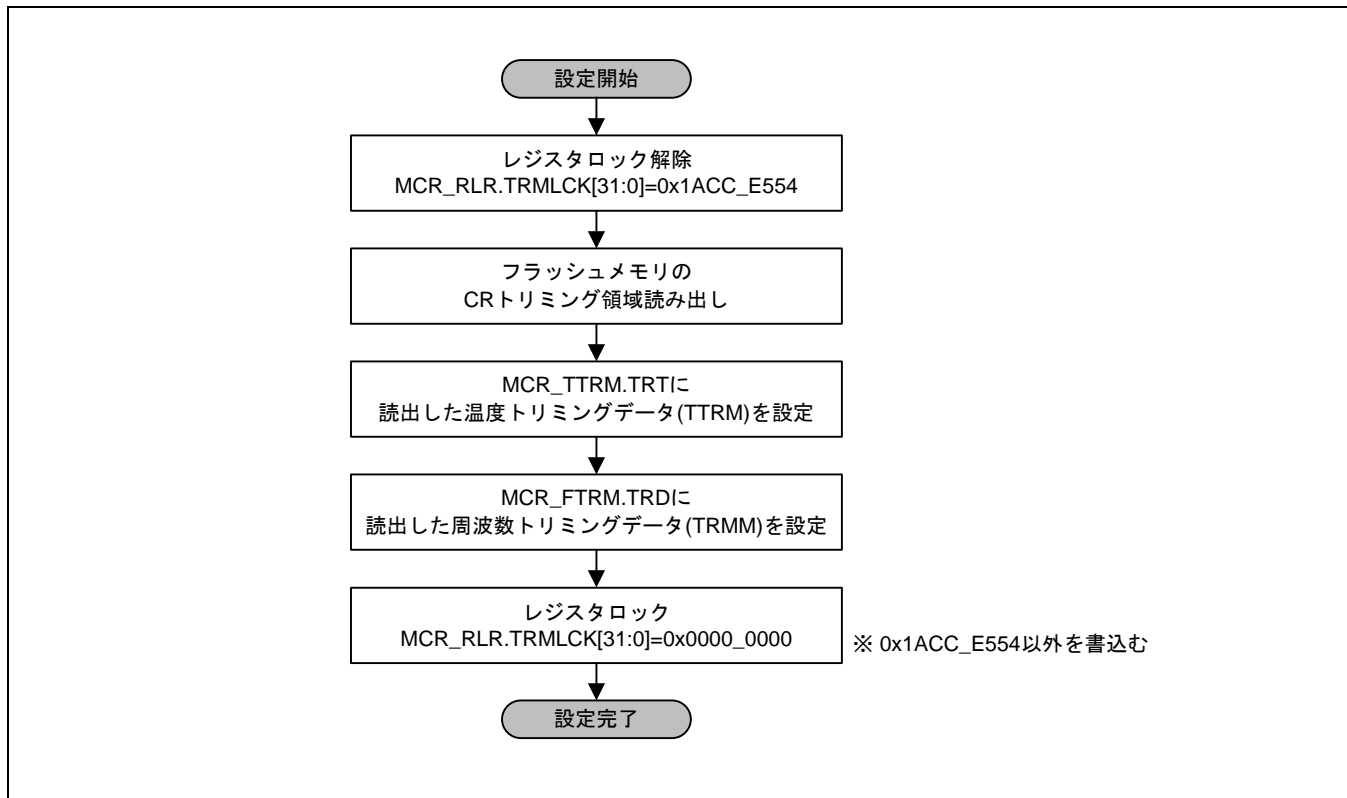 設定開始
レジスタロック解除
MCR_RLR.TRMLCK[31:0]=0x1ACC_E554
フラッシュメモリの
CRトリミング領域読み出し
MCR_TTRM.TRTに
読出した温度トリミングデータ(TTRM)を設定
MCR_FTRM.TRDに
読出した周波数トリミングデータ(TRMM)を設定
レジスタロック
MCR_RLR.TRMLCK[31:0]=0x0000_0000
※ 0x1ACC_E554以外を書込む
設定完了